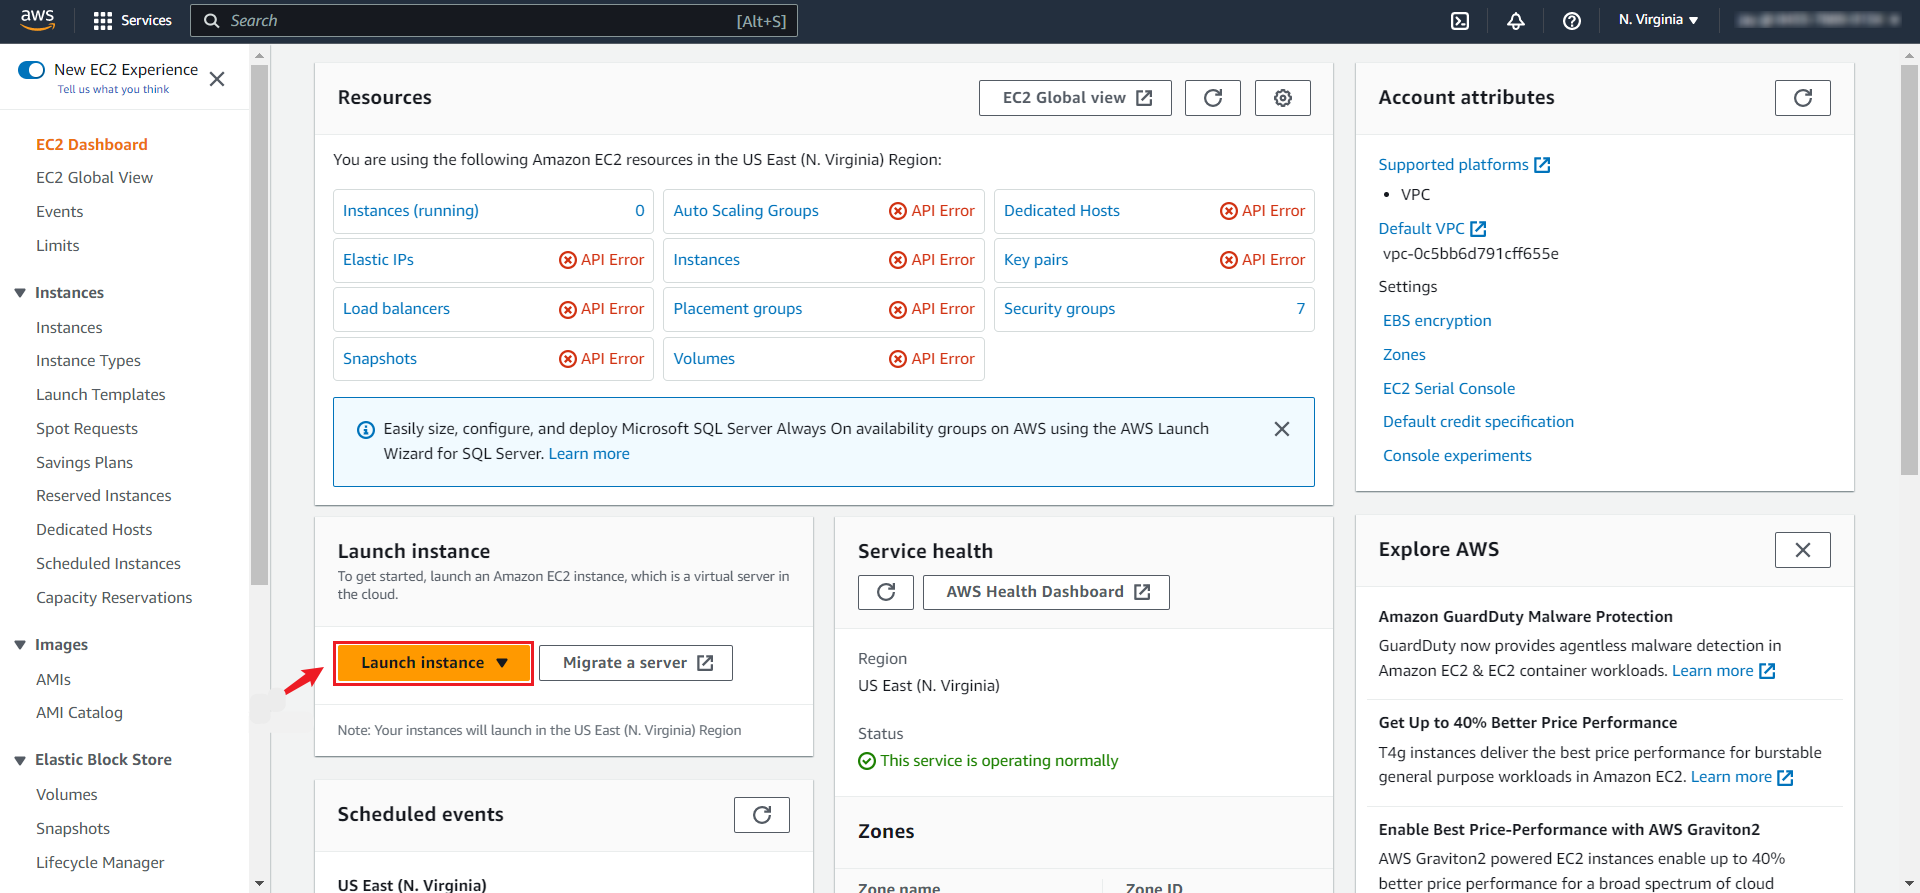 aws
Services
Search
[Alt+S]
N. Virginia
New EC2 Experience
Tell us what you think
EC2 Dashboard
EC2 Global View
Events
Limits
Instances
Instances
Instance Types
Launch Templates
Spot Requests
Savings Plans
Reserved Instances
Dedicated Hosts
Scheduled Instances
Capacity Reservations
Images
AMIs
AMI Catalog
Elastic Block Store
Volumes
Snapshots
Lifecycle Manager
Resources
EC2 Global view
You are using the following Amazon EC2 resources in the US East (N. Virginia) Region:
Instances (running) 0
Auto Scaling Groups API Error
Dedicated Hosts API Error
Elastic IPs API Error
Instances API Error
Key pairs API Error
Load balancers API Error
Placement groups API Error
Security groups 7
Snapshots API Error
Volumes API Error
Easily size, configure, and deploy Microsoft SQL Server Always On availability groups on AWS using the AWS Launch
Wizard for SQL Server. Learn more
Launch instance
To get started, launch an Amazon EC2 instance, which is a virtual server in
the cloud.
Launch instance
Migrate a server
Note: Your instances will launch in the US East (N. Virginia) Region
Scheduled events
US East (N. Virginia)
Service health
AWS Health Dashboard
Region
US East (N. Virginia)
Status
This service is operating normally
Zones
Zone name
Zone ID
Account attributes
Supported platforms
• VPC
Default VPC
vpc-0c5bb6d791cff655e
Settings
EBS encryption
Zones
EC2 Serial Console
Default credit specification
Console experiments
Explore AWS
Amazon GuardDuty Malware Protection
GuardDuty now provides agentless malware detection in
Amazon EC2 & EC2 container workloads. Learn more
Get Up to 40% Better Price Performance
T4g instances deliver the best price performance for burstable
general purpose workloads in Amazon EC2. Learn more
Enable Best Price-Performance with AWS Graviton2
AWS Graviton2 powered EC2 instances enable up to 40%
better price performance for a broad spectrum of cloud